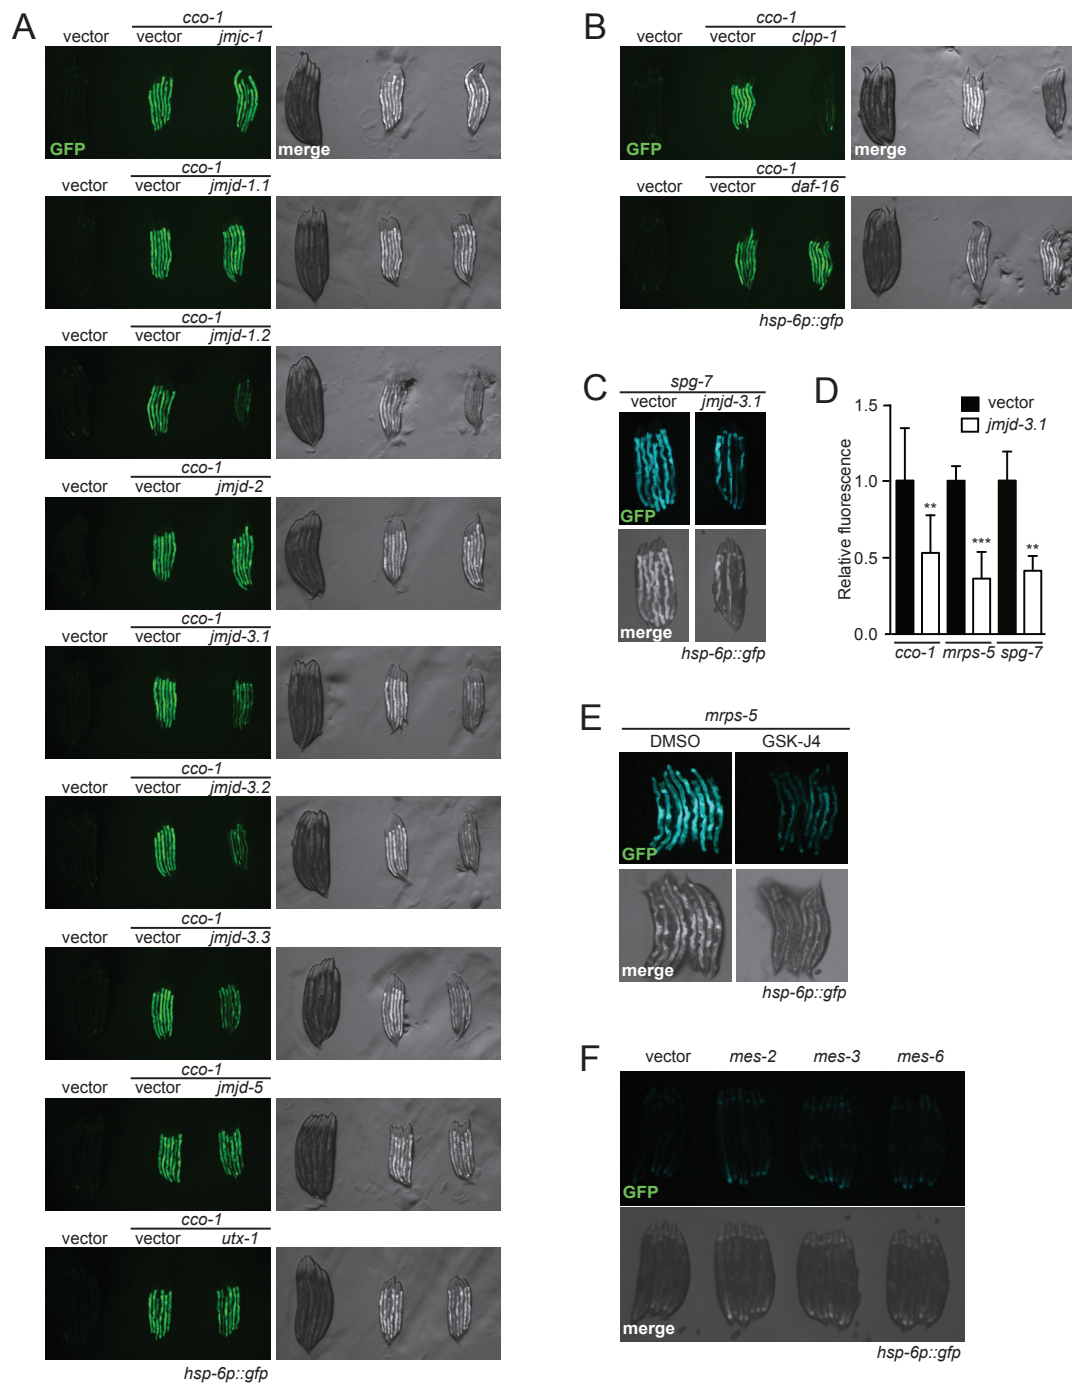 A
cco-1
vector vector jmjc-1
GFP merge
cco-1
vector vector jmjd-1.1
cco-1
vector vector jmjd-1.2
cco-1
vector vector jmjd-2
cco-1
vector vector jmjd-3.1
cco-1
vector vector jmjd-3.2
cco-1
vector vector jmjd-3.3
cco-1
vector vector jmjd-5
cco-1
vector vector utx-1
hsp-6p::gfp
B
cco-1
vector vector clpp-1
GFP merge
cco-1
vector vector daf-16
hsp-6p::gfp
C
spg-7
vector jmjd-3.1
GFP
merge
hsp-6p::gfp
D
vector
jmjd-3.1
Relative fluorescence
1.5
1.0
0.5
0.0
** *** **
cco-1 mrps-5 spg-7
E
mrps-5
DMSO GSK-J4
GFP
merge
hsp-6p::gfp
F
vector mes-2 mes-3 mes-6
GFP
merge
hsp-6p::gfp